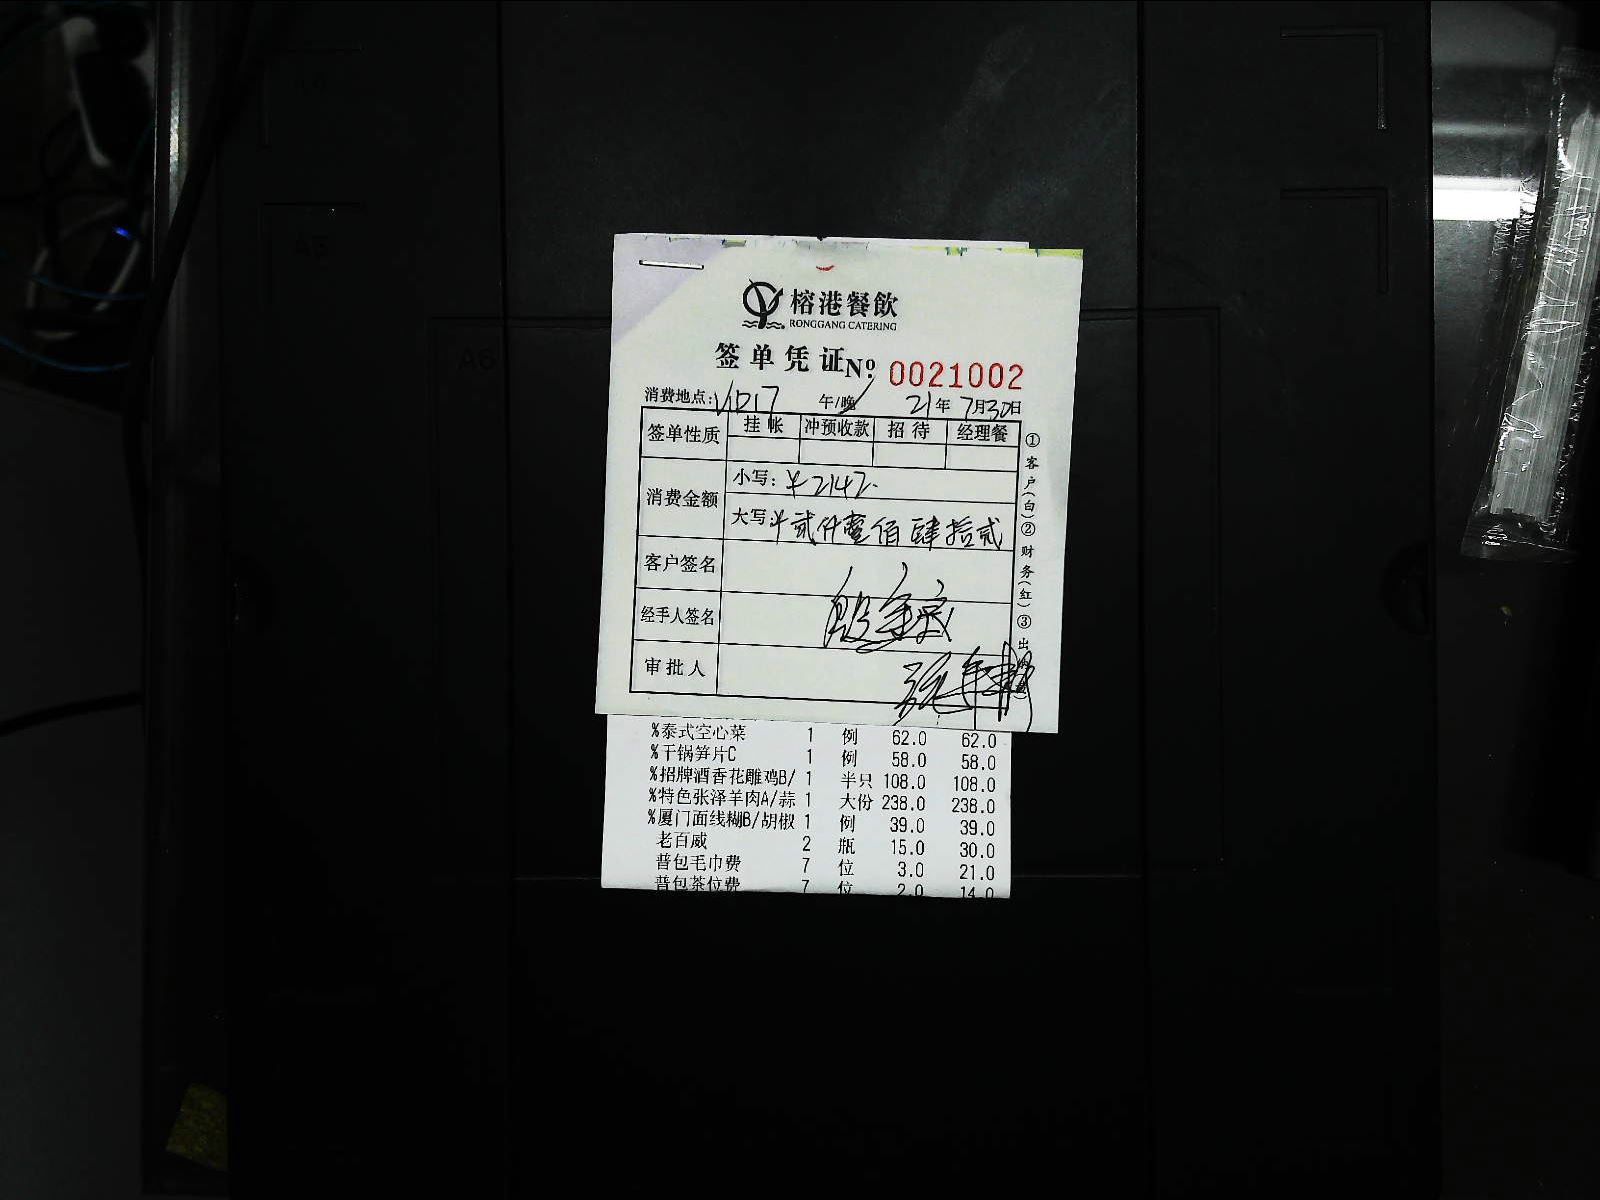 榕港餐飲
RONGGANG CATERING
签单凭证 Nº 0021002
消费地点: VD17 午/晚 21年7月30日
签单性质 挂帐 冲预收款 招待 经理餐
消费金额 小写: ¥2142.
大写: ¥贰仟壹佰肆拾贰
客户签名
经手人签名
审批人
①客户(白)②财务(红)③出
%泰式空心菜 1 例 62.0 62.0
%干锅笋片C 1 例 58.0 58.0
%招牌酒香花雕鸡B/ 1 半只 108.0 108.0
%特色张泽羊肉A/蒜 1 大份 238.0 238.0
%厦门面线糊B/胡椒 1 例 39.0 39.0
老百威 2 瓶 15.0 30.0
普包毛巾费 7 位 3.0 21.0
普包茶位费 7 位 2.0 14.0
A6